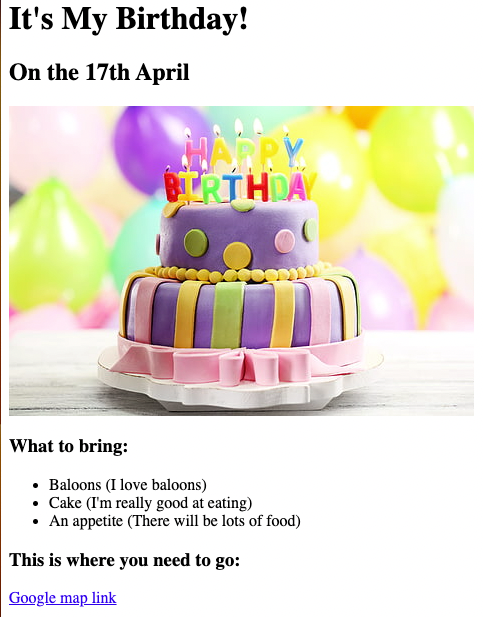 It's My Birthday!
On the 17th April
HAPPY
BIRTHDAY
What to bring:
Baloons (I love baloons)
Cake (I'm really good at eating)
An appetite (There will be lots of food)
This is where you need to go:
Google map link